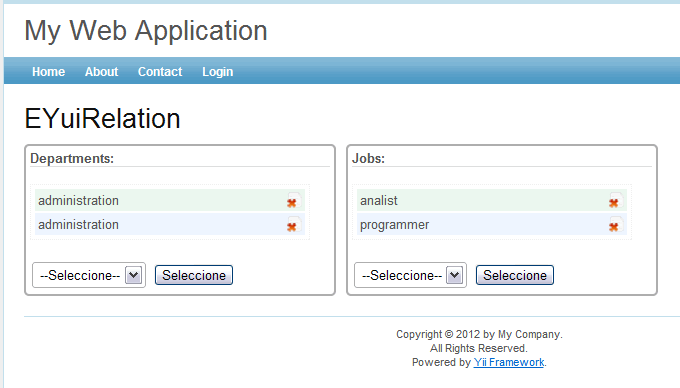 My Web Application
Home About Contact Login
EYuiRelation
Departments:
administration
administration
--Seleccione-- Seleccione
Jobs:
analist
programmer
--Seleccione-- Seleccione
Copyright © 2012 by My Company.
All Rights Reserved.
Powered by Yii Framework.